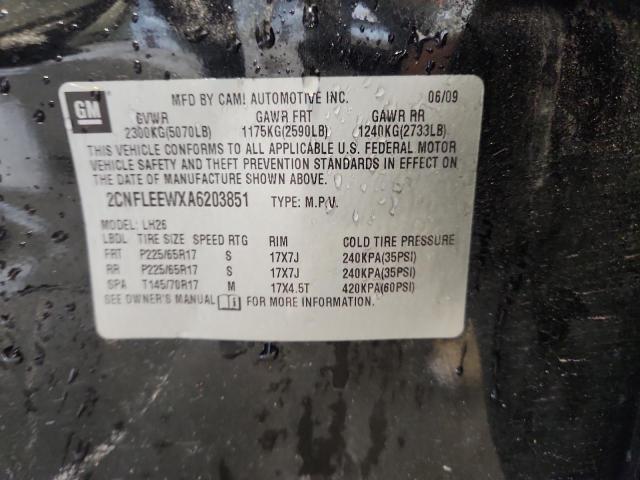 GM
MFD BY CAMI AUTOMOTIVE INC. 06/09
GVWR GAWR FRT GAWR RR
2300KG(5070LB) 1175KG(2590LB) 1240KG(2733LB)
THIS VEHICLE CONFORMS TO ALL APPLICABLE U.S. FEDERAL MOTOR
VEHICLE SAFETY AND THEFT PREVENTION STANDARDS IN EFFECT ON
THE DATE OF MANUFACTURE SHOWN ABOVE.
2CNFLEEWXA6203851 TYPE: M.P.V.
MODEL: LH26
LBDL TIRE SIZE SPEED RTG RIM COLD TIRE PRESSURE
FRT P225/65R17 S 17X7J 240KPA(35PSI)
RR P225/65R17 S 17X7J 240KPA(35PSI)
SPA T145/70R17 M 17X4.5T 420KPA(60PSI)
SEE OWNER'S MANUAL FOR ADDITIONAL INFORMATION.